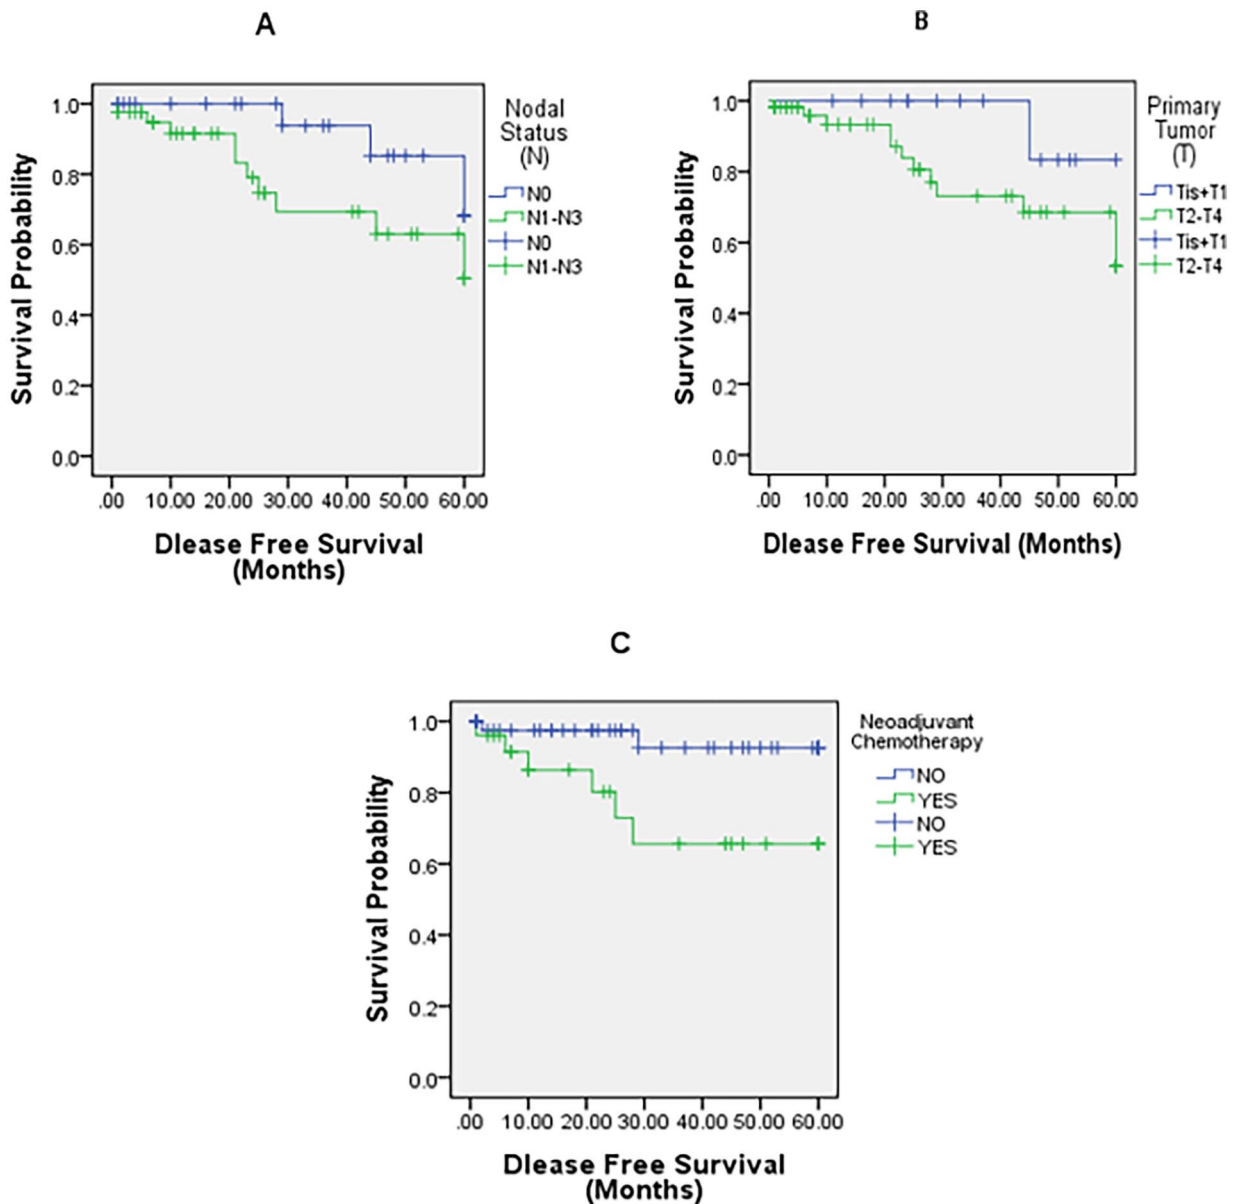 A
Survival Probability
1.0
0.8
0.6
0.4
0.2
0.0
.00 10.00 20.00 30.00 40.00 50.00 60.00
Dlease Free Survival
(Months)
Nodal
Status
(N)
N0
N1-N3
N0
N1-N3
B
Survival Probability
1.0
0.8
0.6
0.4
0.2
0.0
.00 10.00 20.00 30.00 40.00 50.00 60.00
Dlease Free Survival (Months)
Primary
Tumor
(T)
Tis+T1
T2-T4
Tis+T1
T2-T4
C
Survival Probability
1.0
0.8
0.6
0.4
0.2
0.0
.00 10.00 20.00 30.00 40.00 50.00 60.00
Dlease Free Survival
(Months)
Neoadjuvant
Chemotherapy
NO
YES
NO
YES